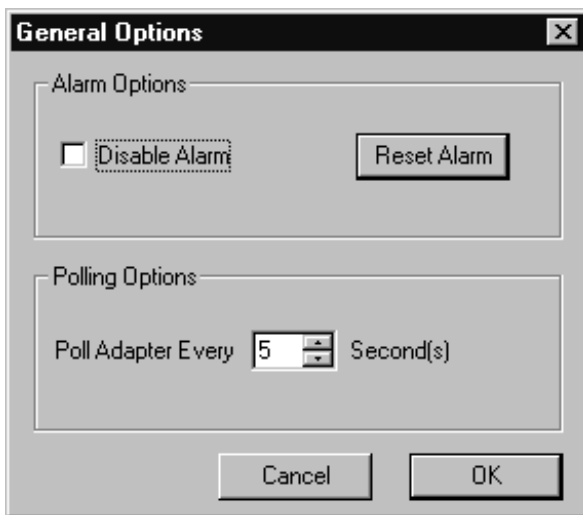 General Options
Alarm Options
Disable Alarm Reset Alarm
Polling Options
Poll Adapter Every 5 Second(s)
Cancel OK